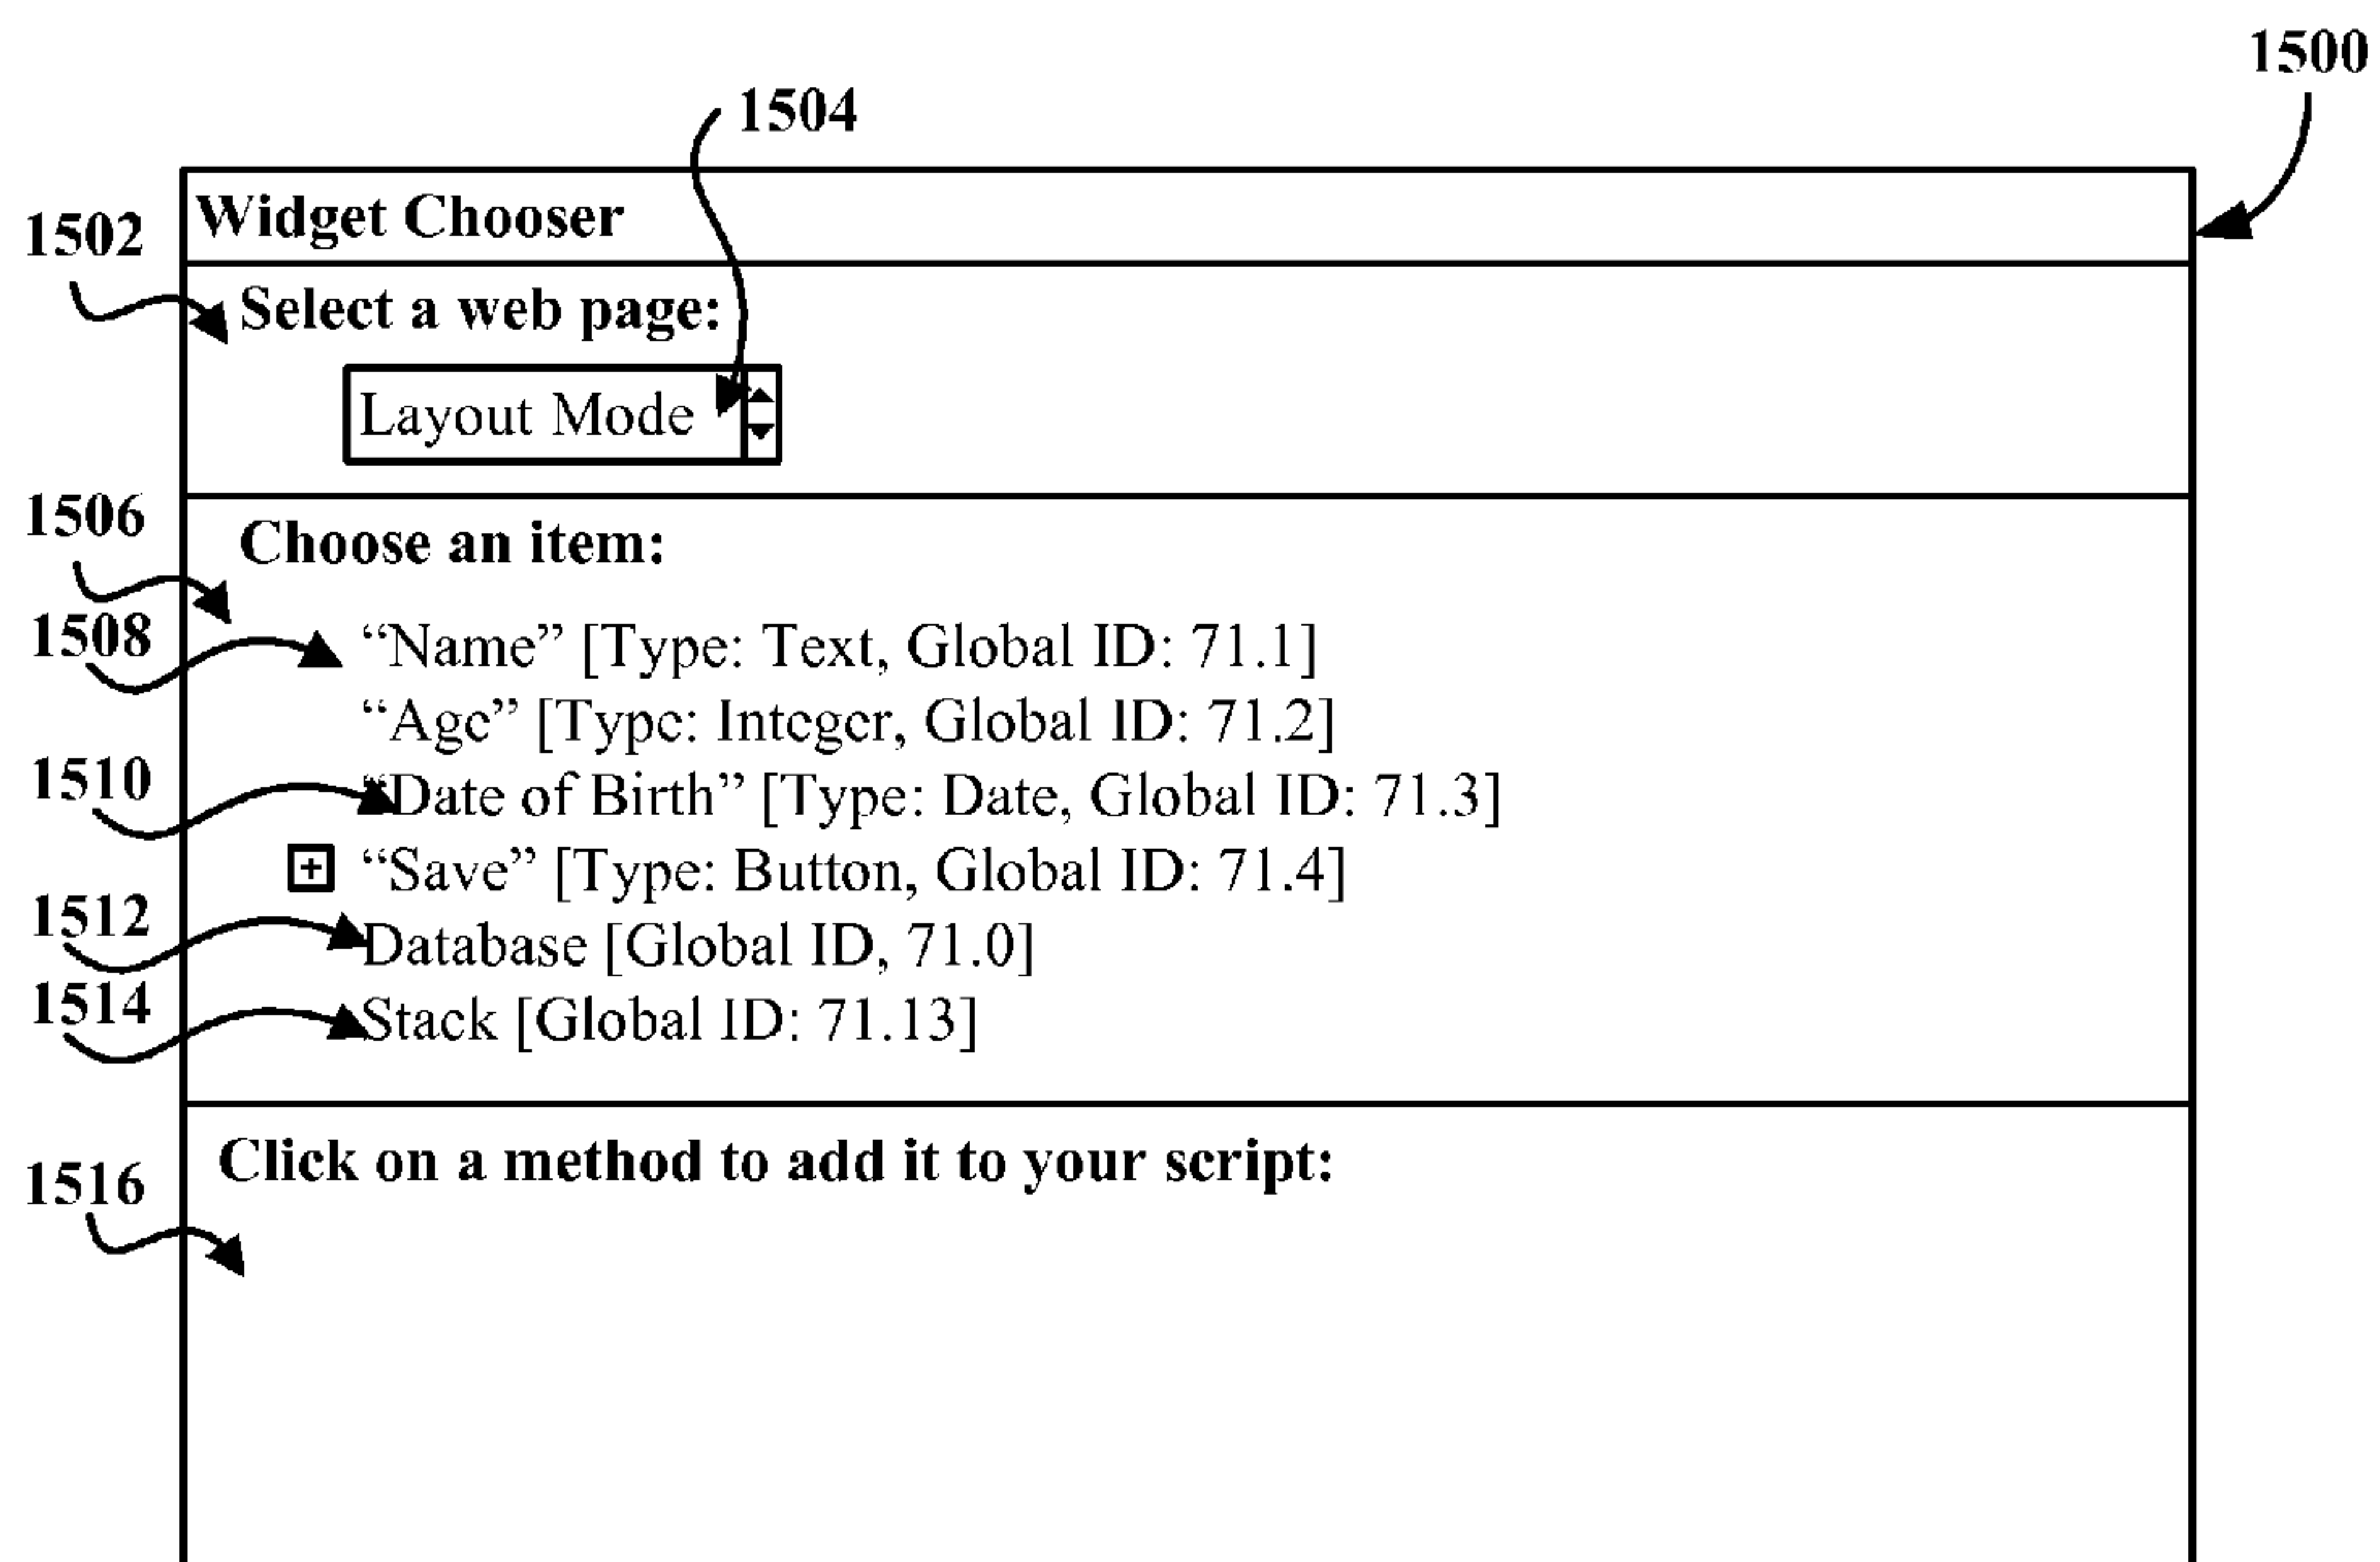 1500
1504
Widget Chooser
1502
Select a web page:
Layout Mode
1506
Choose an item:
1508
“Name” [Type: Text, Global ID: 71.1]
“Age” [Type: Integer, Global ID: 71.2]
1510
“Date of Birth” [Type: Date, Global ID: 71.3]
+ “Save” [Type: Button, Global ID: 71.4]
1512
Database [Global ID, 71.0]
1514
Stack [Global ID: 71.13]
Click on a method to add it to your script:
1516